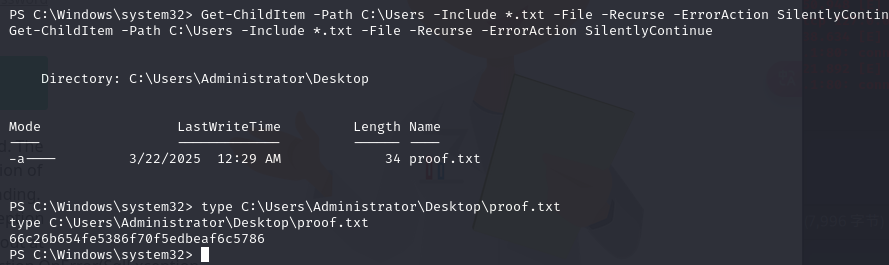 PS C:\Windows\system32> Get-ChildItem -Path C:\Users -Include *.txt -File -Recurse -ErrorAction SilentlyContin
Get-ChildItem -Path C:\Users -Include *.txt -File -Recurse -ErrorAction SilentlyContinue
Directory: C:\Users\Administrator\Desktop
Mode                 LastWriteTime         Length Name
----                 -------------         ------ ----
-a----         3/22/2025  12:29 AM             34 proof.txt
PS C:\Windows\system32> type C:\Users\Administrator\Desktop\proof.txt
type C:\Users\Administrator\Desktop\proof.txt
66c26b654fe5386f70f5edbeaf6c5786
PS C:\Windows\system32>